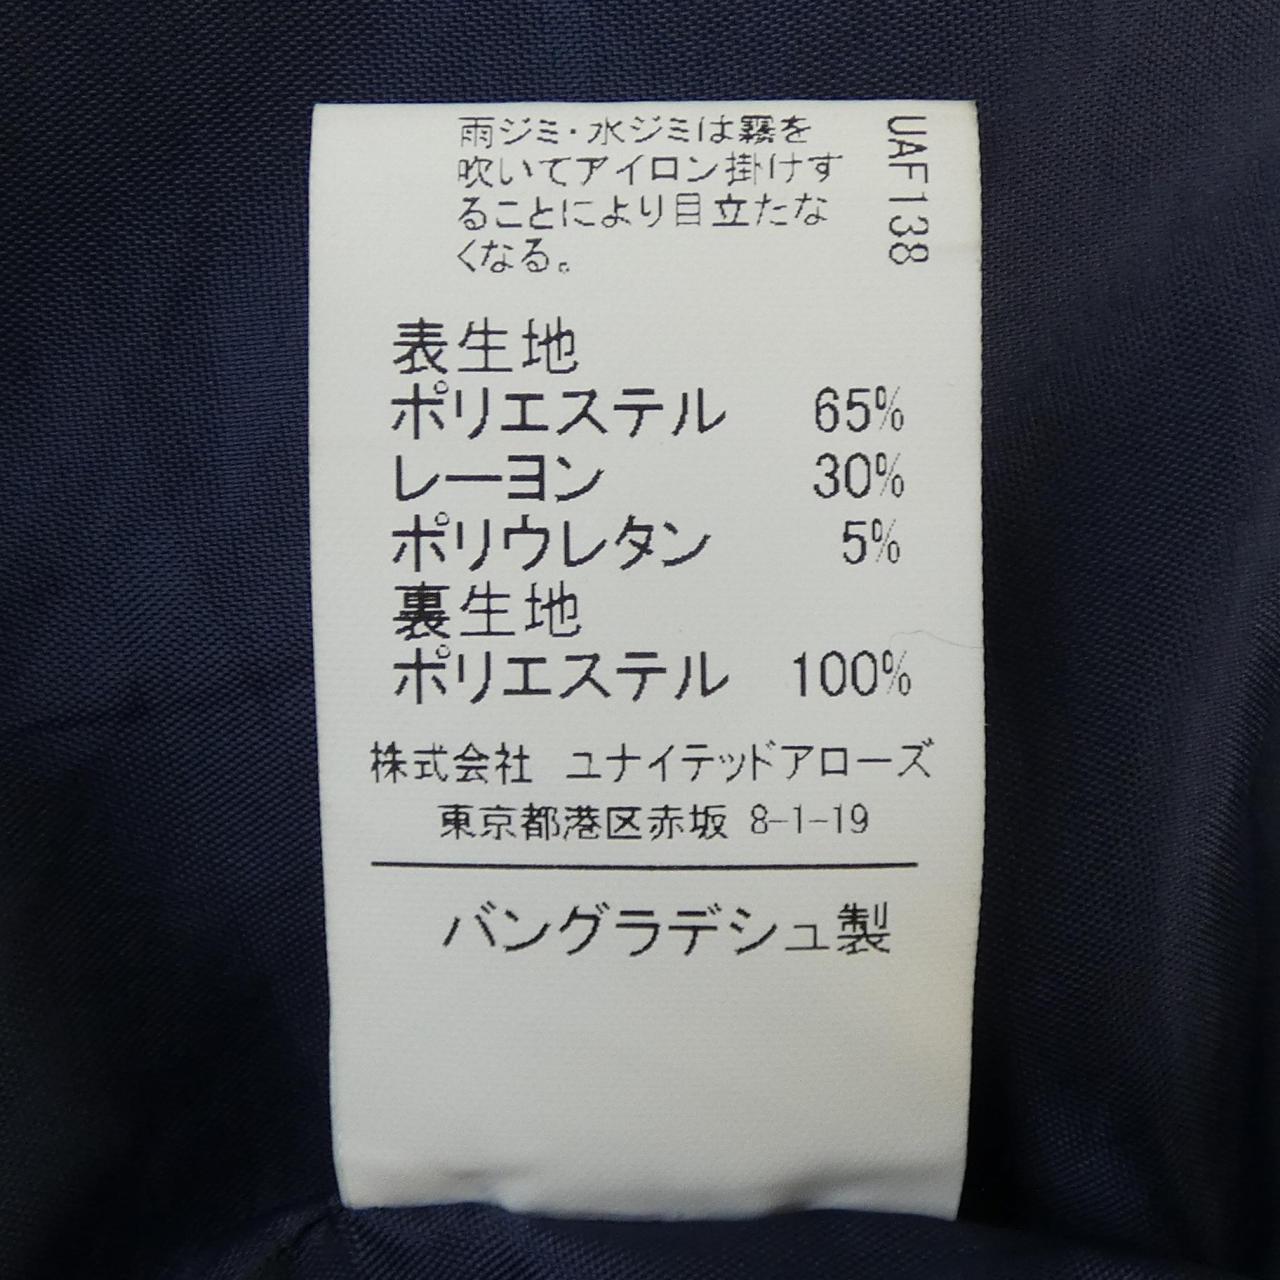 雨ジミ・水ジミは霧を
吹いてアイロン掛けす
ることにより目立たな
くなる。
UAF138
表生地
ポリエステル 65%
レーヨン 30%
ポリウレタン 5%
裏生地
ポリエステル 100%
株式会社 ユナイテッドアローズ
東京都港区赤坂 8-1-19
バングラデシュ製